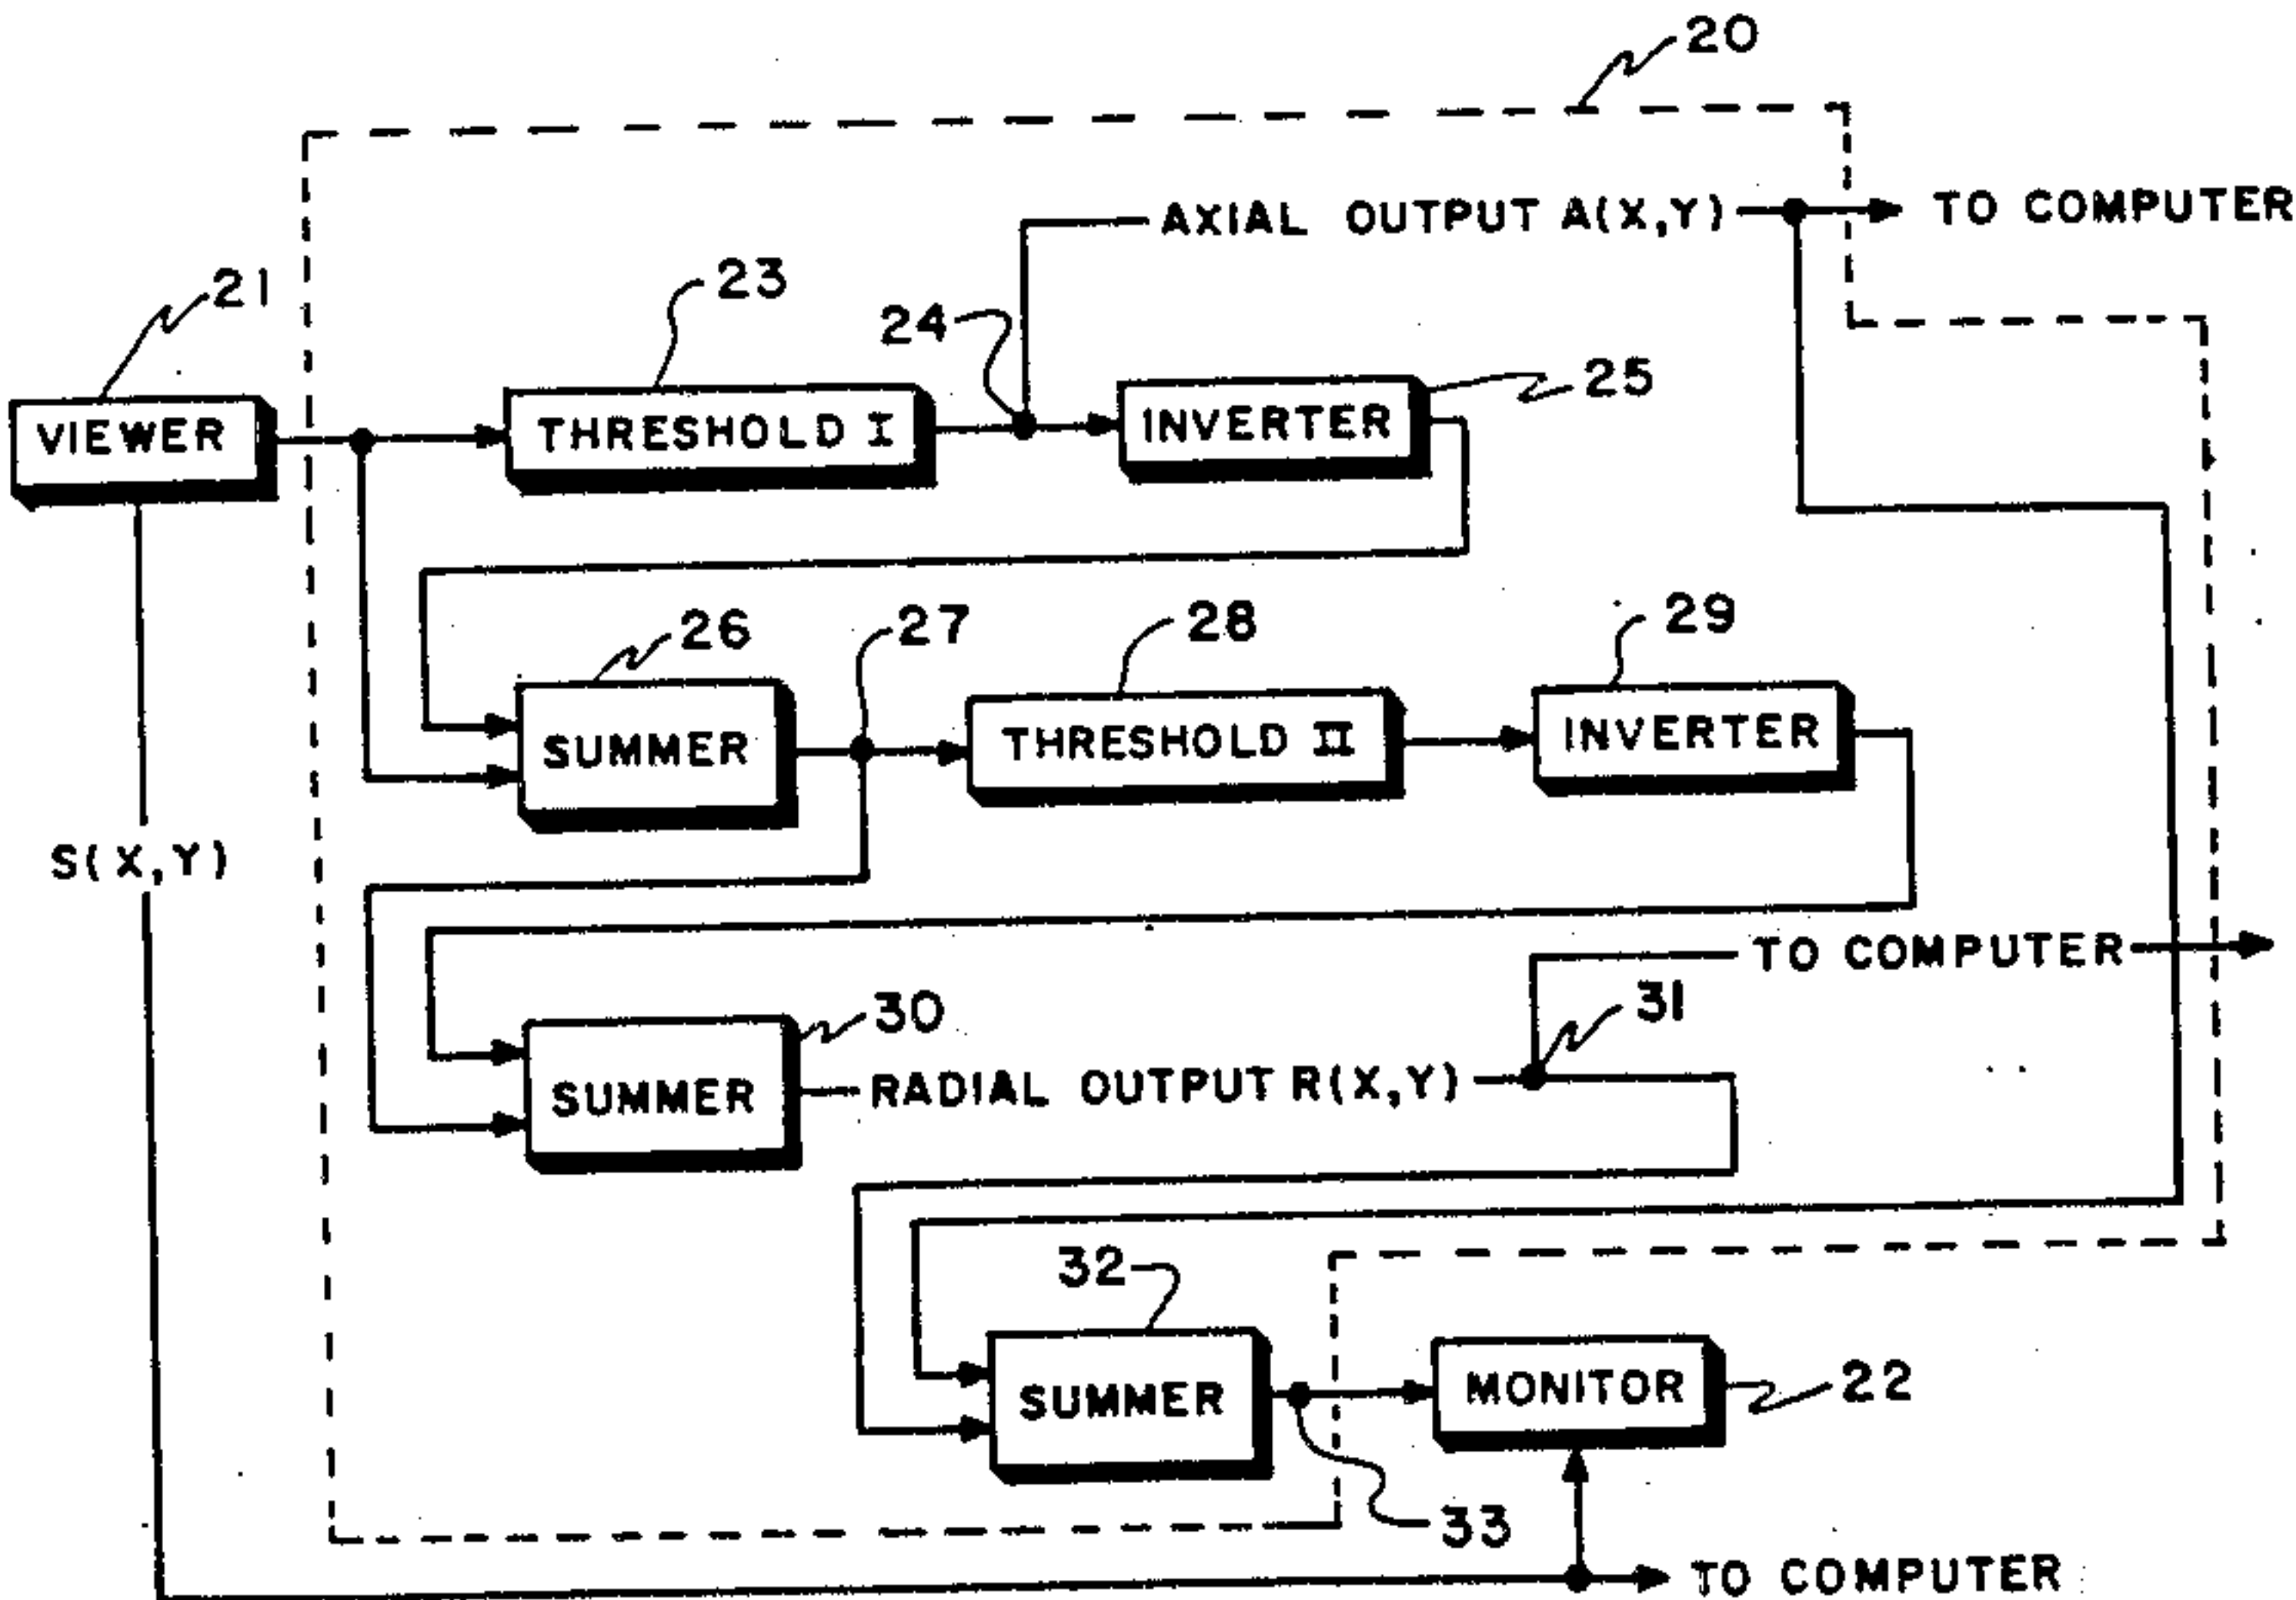 20
AXIAL OUTPUT A(X,Y)
TO COMPUTER
21
23
24
25
VIEWER
THRESHOLD I
INVERTER
26
27
28
29
SUMMER
THRESHOLD II
INVERTER
S(X,Y)
TO COMPUTER
30
31
SUMMER
RADIAL OUTPUT R(X,Y)
32
SUMMER
MONITOR
22
33
TO COMPUTER